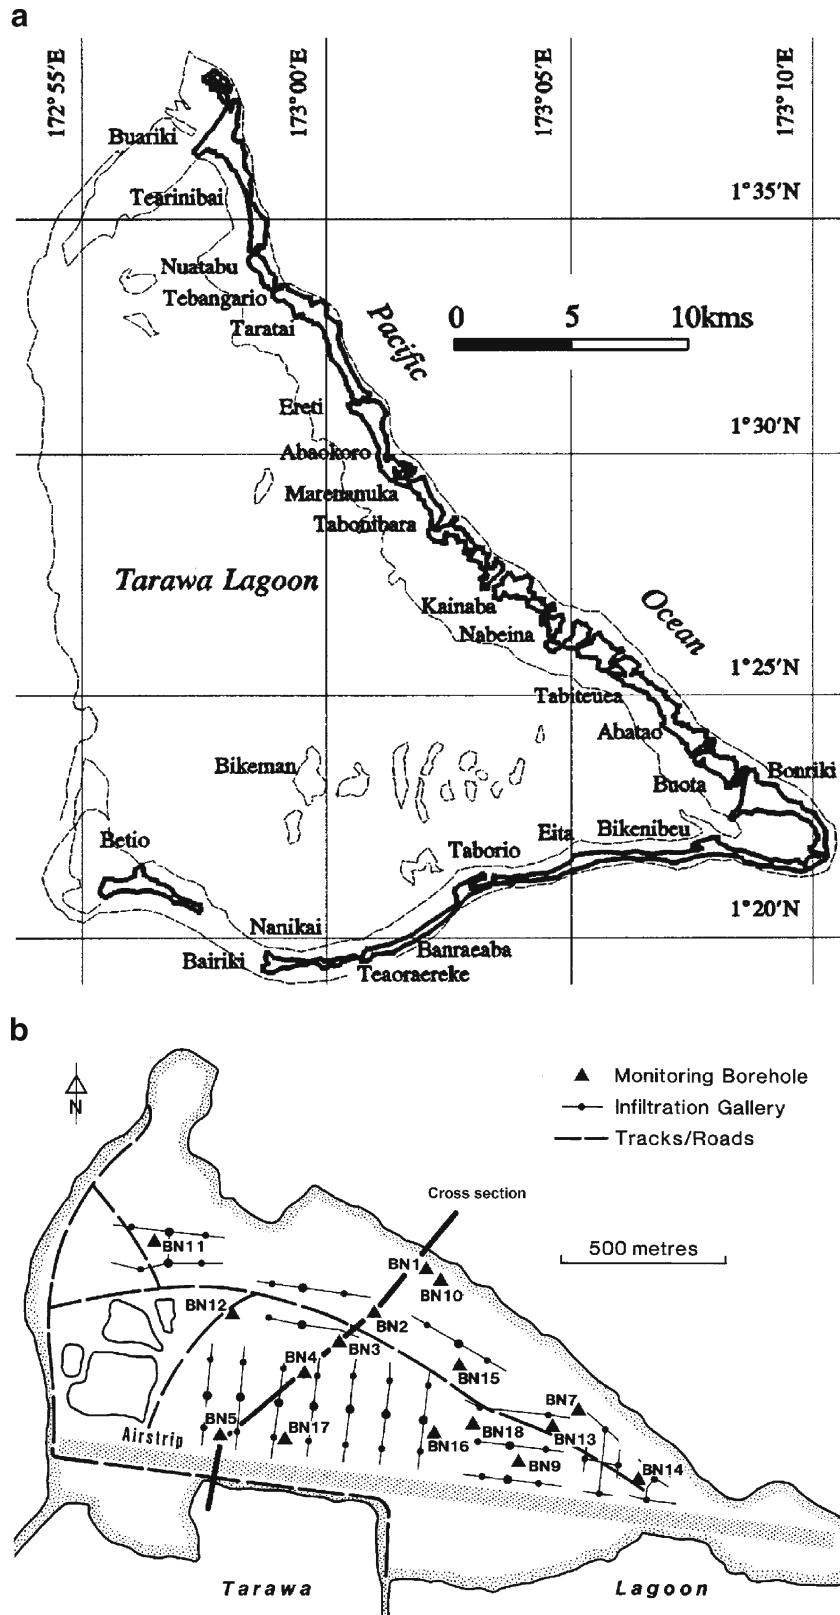 a
172°55'E
173°00'E
173°05'E
173°10'E
Buariki
Tearinibai
1°35'N
Nuatabu
Tebangario
Taratai
Pacific
0 5 10kms
Ereti
1°30'N
Abaokoro
Marenanuka
Tabonibara
Tarawa Lagoon
Kainaba
Ocean
Nabeina
1°25'N
Tabiteuea
Abatao
Bikeman
Bonriki
Buota
Betio
Eita
Bikenibeu
Taborio
1°20'N
Nanikai
Banraeaba
Bairiki
Teaoraereke
b
N
Monitoring Borehole
Infiltration Gallery
Tracks/Roads
Cross section
500 metres
BN11
BN1
BN10
BN12
BN2
BN3
BN4
BN15
BN7
BN5
BN17
BN18
BN13
Airstrip
BN16
BN9
BN14
Tarawa Lagoon